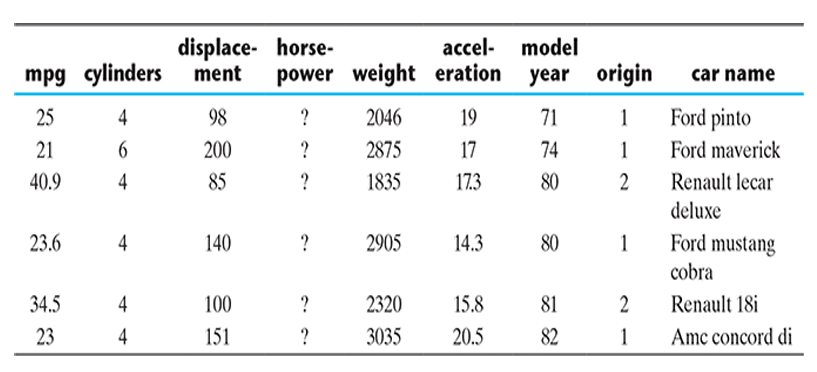 displace- horse- accel- model
mpg cylinders ment power weight eration year origin car name
25 4 98 ? 2046 19 71 1 Ford pinto
21 6 200 ? 2875 17 74 1 Ford maverick
40.9 4 85 ? 1835 17.3 80 2 Renault lecar
deluxe
23.6 4 140 ? 2905 14.3 80 1 Ford mustang
cobra
34.5 4 100 ? 2320 15.8 81 2 Renault 18i
23 4 151 ? 3035 20.5 82 1 Amc concord di